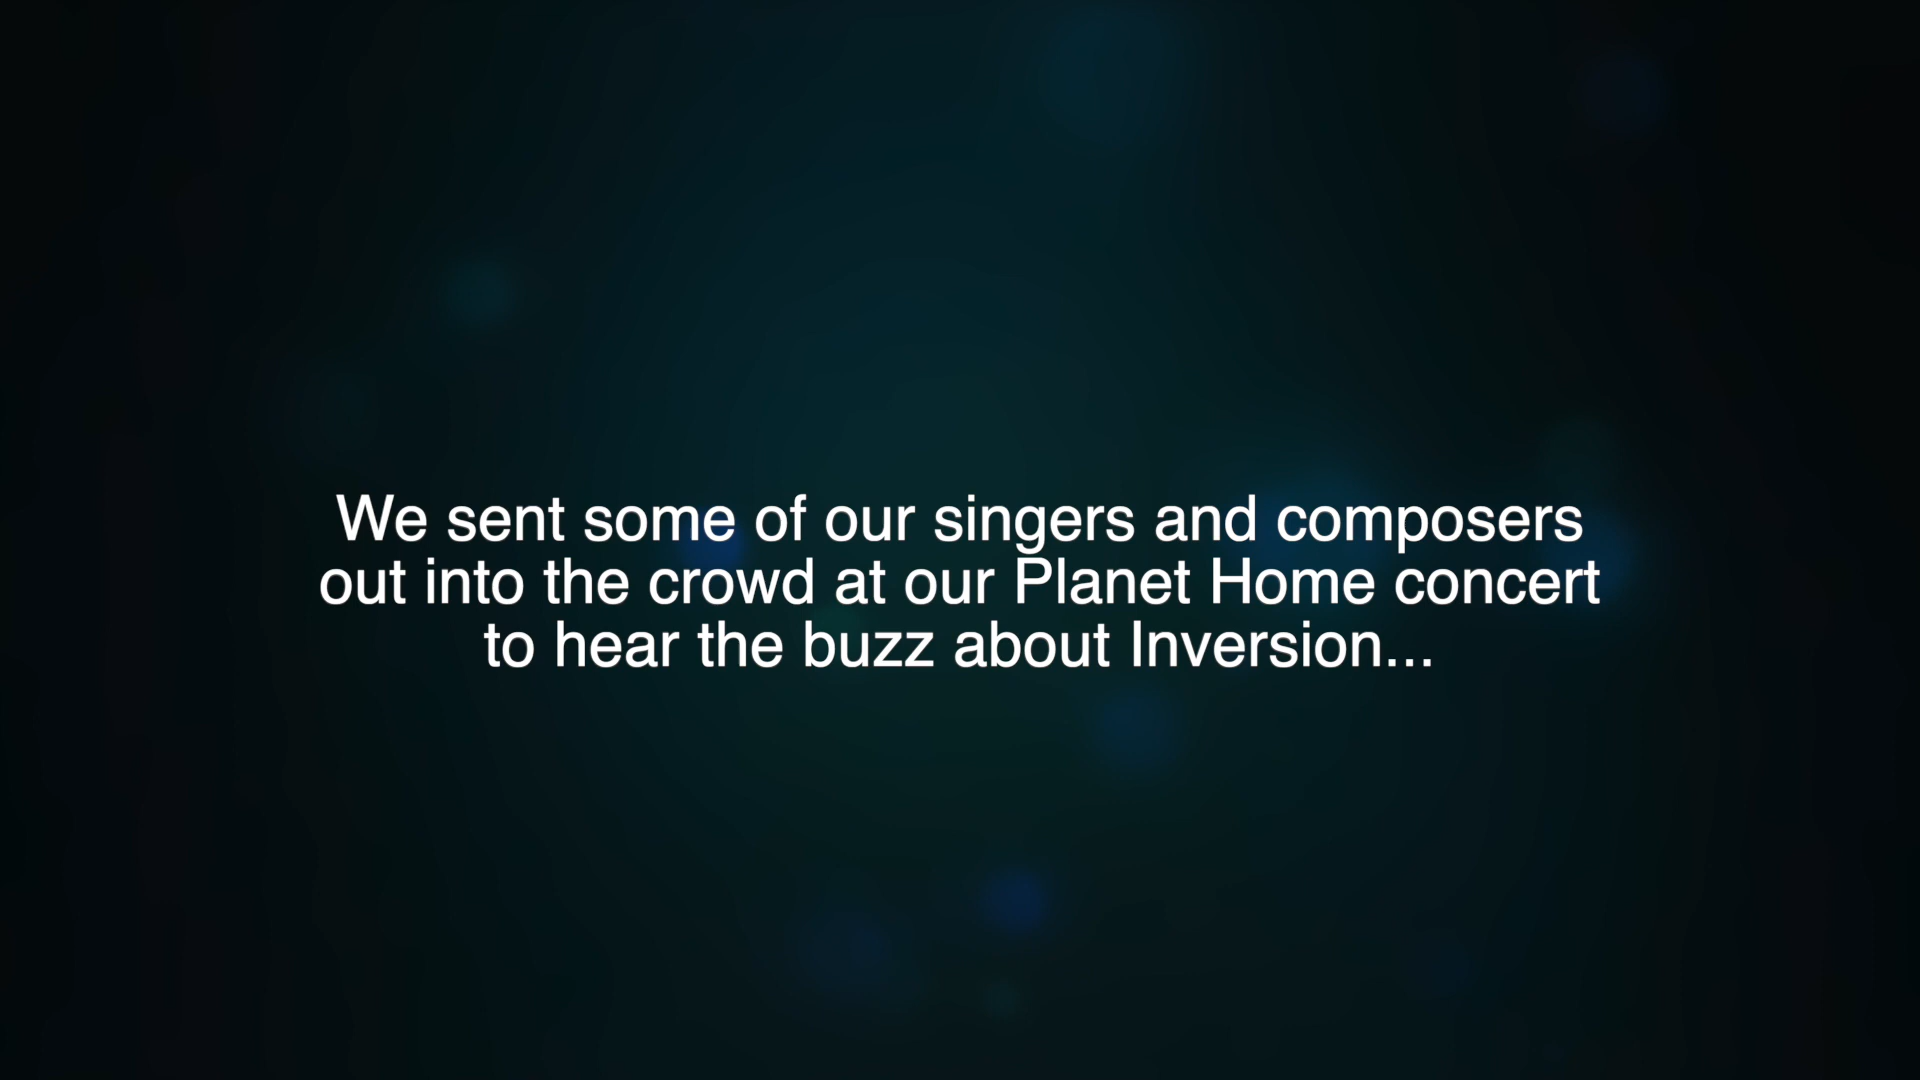 We sent some of our singers and composers
out into the crowd at our Planet Home concert
to hear the buzz about Inversion...